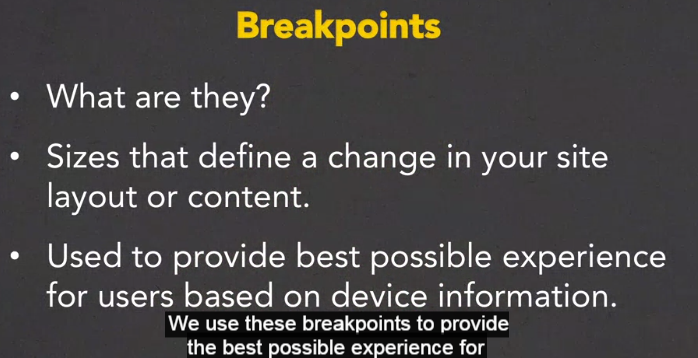 Breakpoints
• What are they?
• Sizes that define a change in your site
layout or content.
• Used to provide best possible experience
for users based on device information.
We use these breakpoints to provide
the best possible experience for